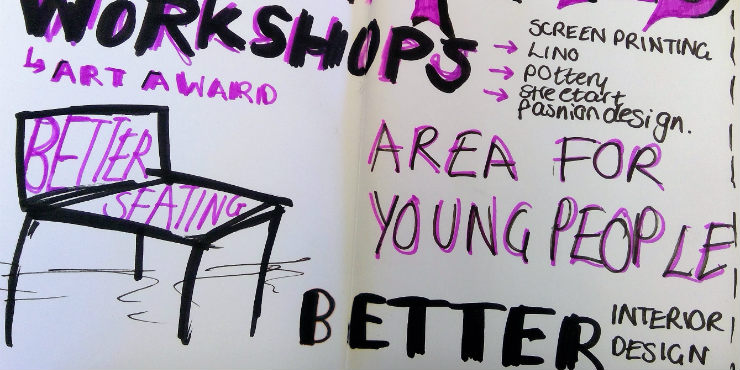 WORKSHOPS
↳ ART AWARD
→ SCREEN PRINTING
→ LINO
→ pottery
→ streetart
fashion design.
BETTER
SEATING
AREA FOR
YOUNG PEOPLE
BETTER INTERIOR
DESIGN